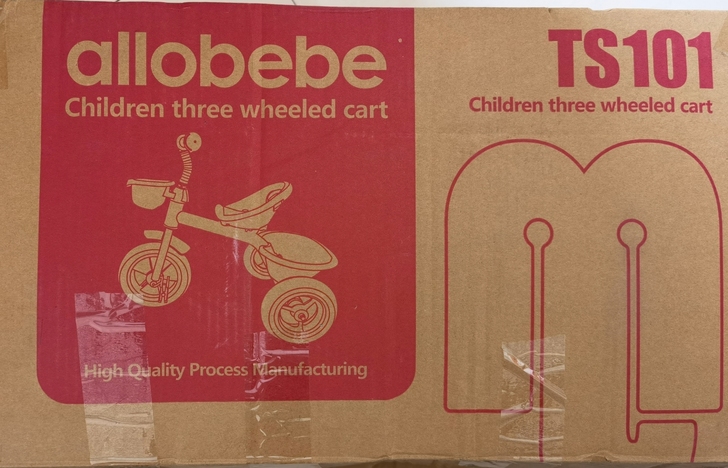 allobebe
Children three wheeled cart
High Quality Process Manufacturing
TS101
Children three wheeled cart